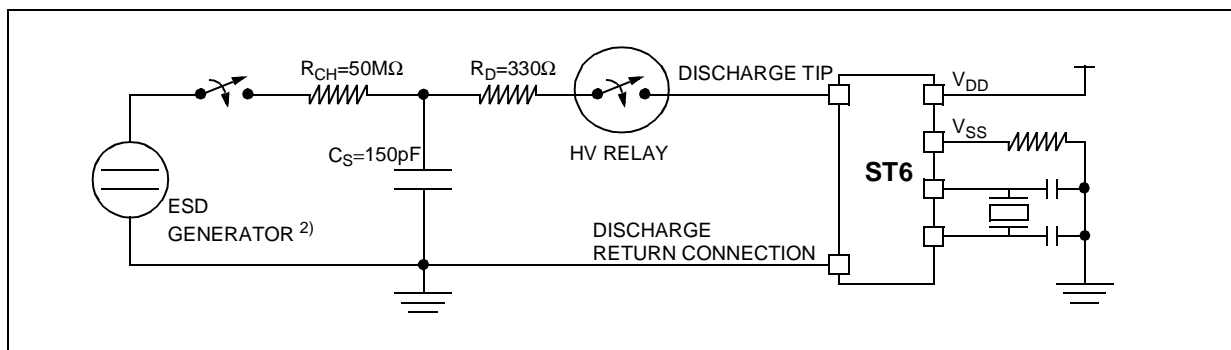 R_CH=50MΩ
R_D=330Ω
DISCHARGE TIP
V_DD
V_SS
C_S=150pF
HV RELAY
ST6
ESD
GENERATOR 2)
DISCHARGE
RETURN CONNECTION